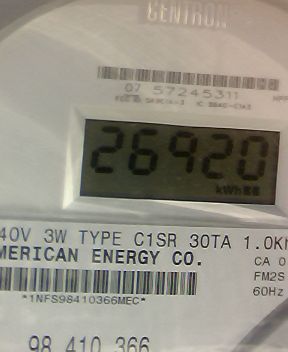 CENTRON
07 57245311
26920
kWh
40V 3W TYPE C1SR 30TA 1.0K
MERICAN ENERGY CO.
CA 0
FM2S
60Hz
*1NFS98410366MEC*
98 410 366